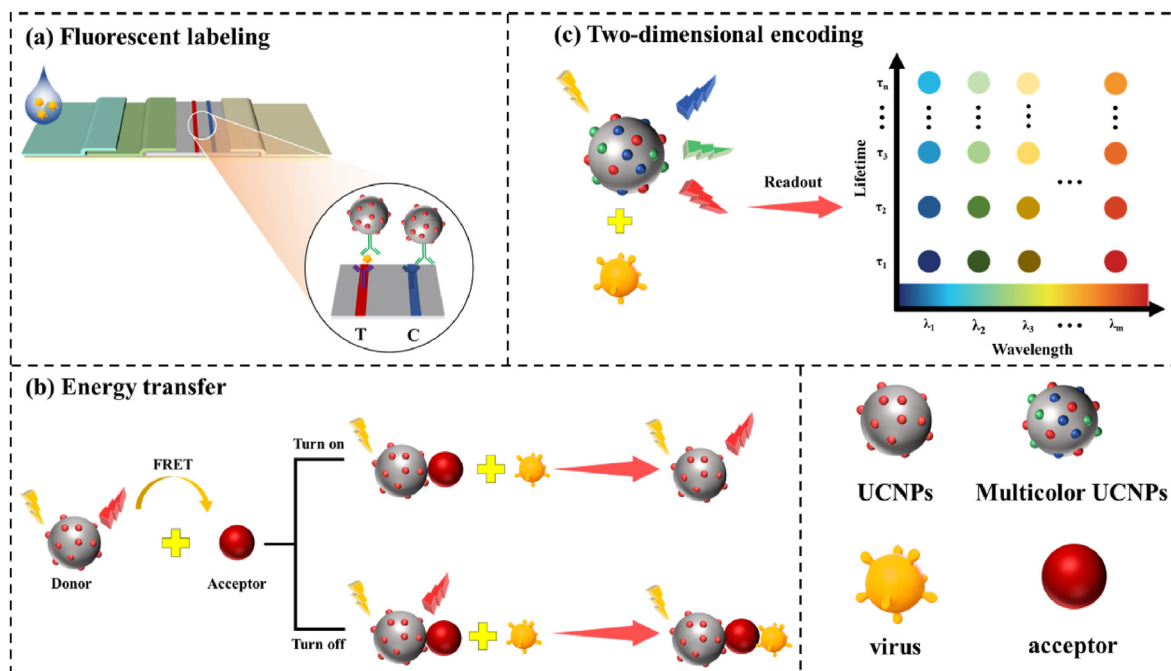 (a) Fluorescent labeling
T C
(c) Two-dimensional encoding
Readout
Lifetime
τn
τ3
τ2
τ1
λ1 λ2 λ3 ••• λm
Wavelength
(b) Energy transfer
FRET
Donor
Acceptor
Turn on
Turn off
UCNPs
Multicolor UCNPs
virus
acceptor